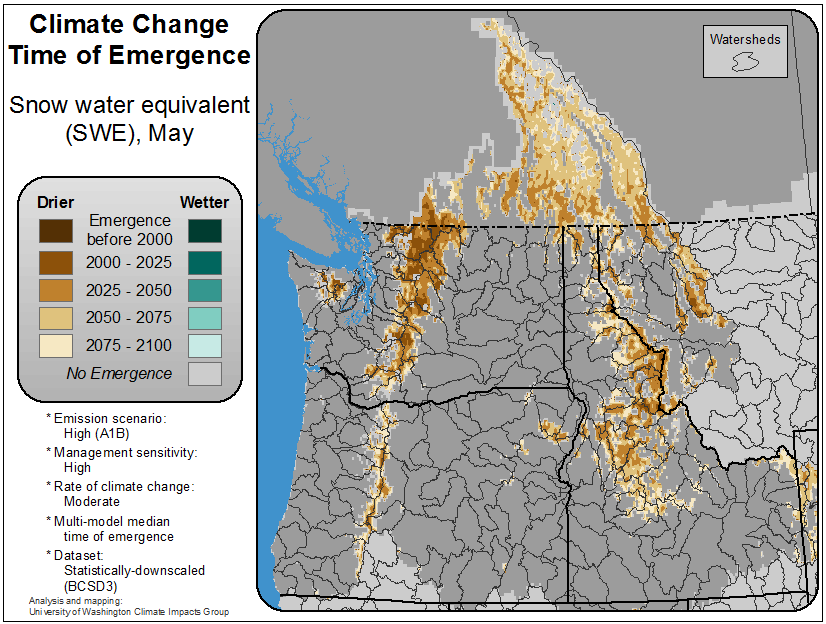 Climate Change
Time of Emergence
Snow water equivalent
(SWE), May
Drier
Wetter
Emergence
before 2000
2000 - 2025
2025 - 2050
2050 - 2075
2075 - 2100
No Emergence
* Emission scenario:
High (A1B)
* Management sensitivity:
High
* Rate of climate change:
Moderate
* Multi-model median
time of emergence
* Dataset:
Statistically-downscaled
(BCSD3)
Analysis and mapping:
University of Washington Climate Impacts Group
Watersheds